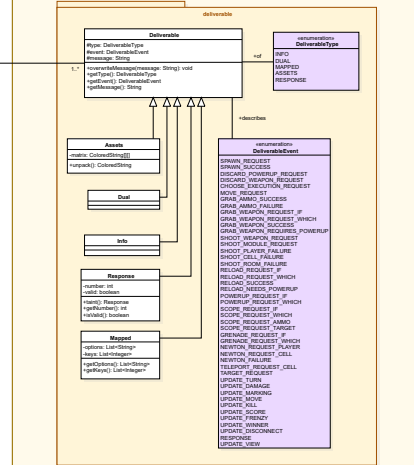 deliverable
Deliverable
#type: DeliverableType
#event: DeliverableEvent
#message: String
+overwriteMessage(message: String): void
+getType(): DeliverableType
+getEvent(): DeliverableEvent
+getMessage(): String
1..*
+of
«enumeration»
DeliverableType
INFO
DUAL
MAPPED
ASSETS
RESPONSE
+describes
Assets
-matrix: ColoredString[][]
+unpack(): ColoredString
Dual
Info
Response
-number: int
-valid: boolean
+taint(): Response
+getNumber(): int
+isValid(): boolean
Mapped
-options: List<String>
-keys: List<Integer>
+getOptions(): List<String>
+getKeys(): List<Integer>
«enumeration»
DeliverableEvent
SPAWN_REQUEST
SPAWN_SUCCESS
DISCARD_POWERUP_REQUEST
DISCARD_WEAPON_REQUEST
CHOOSE_EXECUTION_REQUEST
MOVE_REQUEST
GRAB_AMMO_SUCCESS
GRAB_AMMO_FAILURE
GRAB_WEAPON_REQUEST_IF
GRAB_WEAPON_REQUEST_WHICH
GRAB_WEAPON_SUCCESS
GRAB_WEAPON_REQUIRES_POWERUP
SHOOT_WEAPON_REQUEST
SHOOT_MODULE_REQUEST
SHOOT_PLAYER_FAILURE
SHOOT_CELL_FAILURE
SHOOT_ROOM_FAILURE
RELOAD_REQUEST_IF
RELOAD_REQUEST_WHICH
RELOAD_SUCCESS
RELOAD_NEEDS_POWERUP
POWERUP_REQUEST_IF
POWERUP_REQUEST_WHICH
SCOPE_REQUEST_IF
SCOPE_REQUEST_WHICH
SCOPE_REQUEST_AMMO
SCOPE_REQUEST_TARGET
GRENADE_REQUEST_IF
GRENADE_REQUEST_WHICH
NEWTON_REQUEST_PLAYER
NEWTON_REQUEST_CELL
NEWTON_FAILURE
TELEPORT_REQUEST_CELL
TARGET_REQUEST
UPDATE_TURN
UPDATE_DAMAGE
UPDATE_MARKING
UPDATE_MOVE
UPDATE_KILL
UPDATE_SCORE
UPDATE_FRENZY
UPDATE_WINNER
UPDATE_DISCONNECT
RESPONSE
UPDATE_VIEW